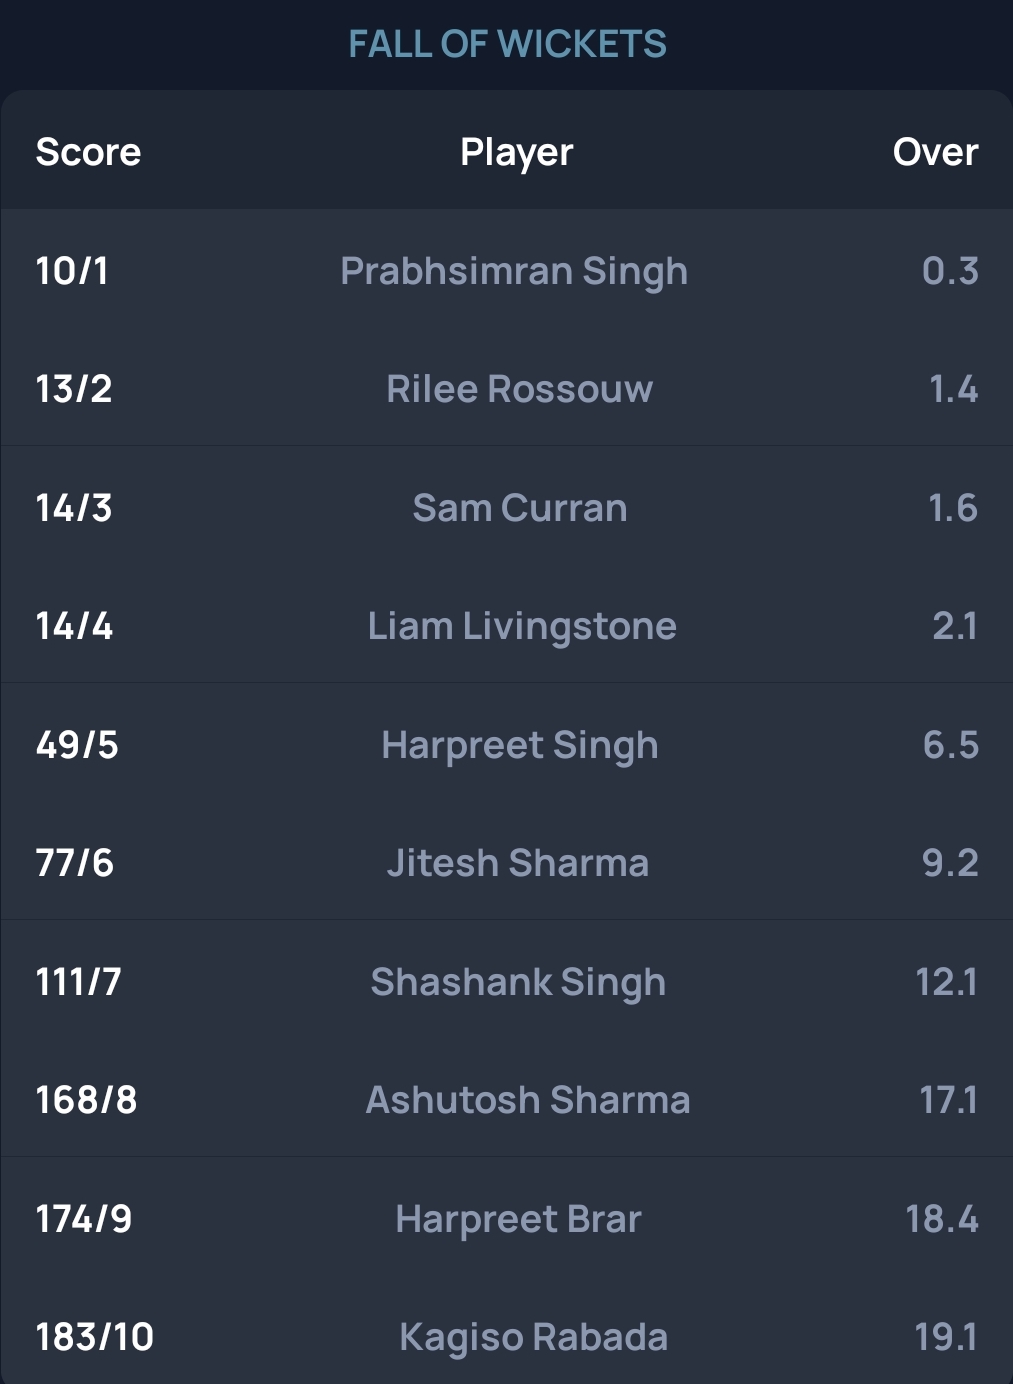 FALL OF WICKETS
Score Player Over
10/1 Prabhsimran Singh 0.3
13/2 Rilee Rossouw 1.4
14/3 Sam Curran 1.6
14/4 Liam Livingstone 2.1
49/5 Harpreet Singh 6.5
77/6 Jitesh Sharma 9.2
111/7 Shashank Singh 12.1
168/8 Ashutosh Sharma 17.1
174/9 Harpreet Brar 18.4
183/10 Kagiso Rabada 19.1